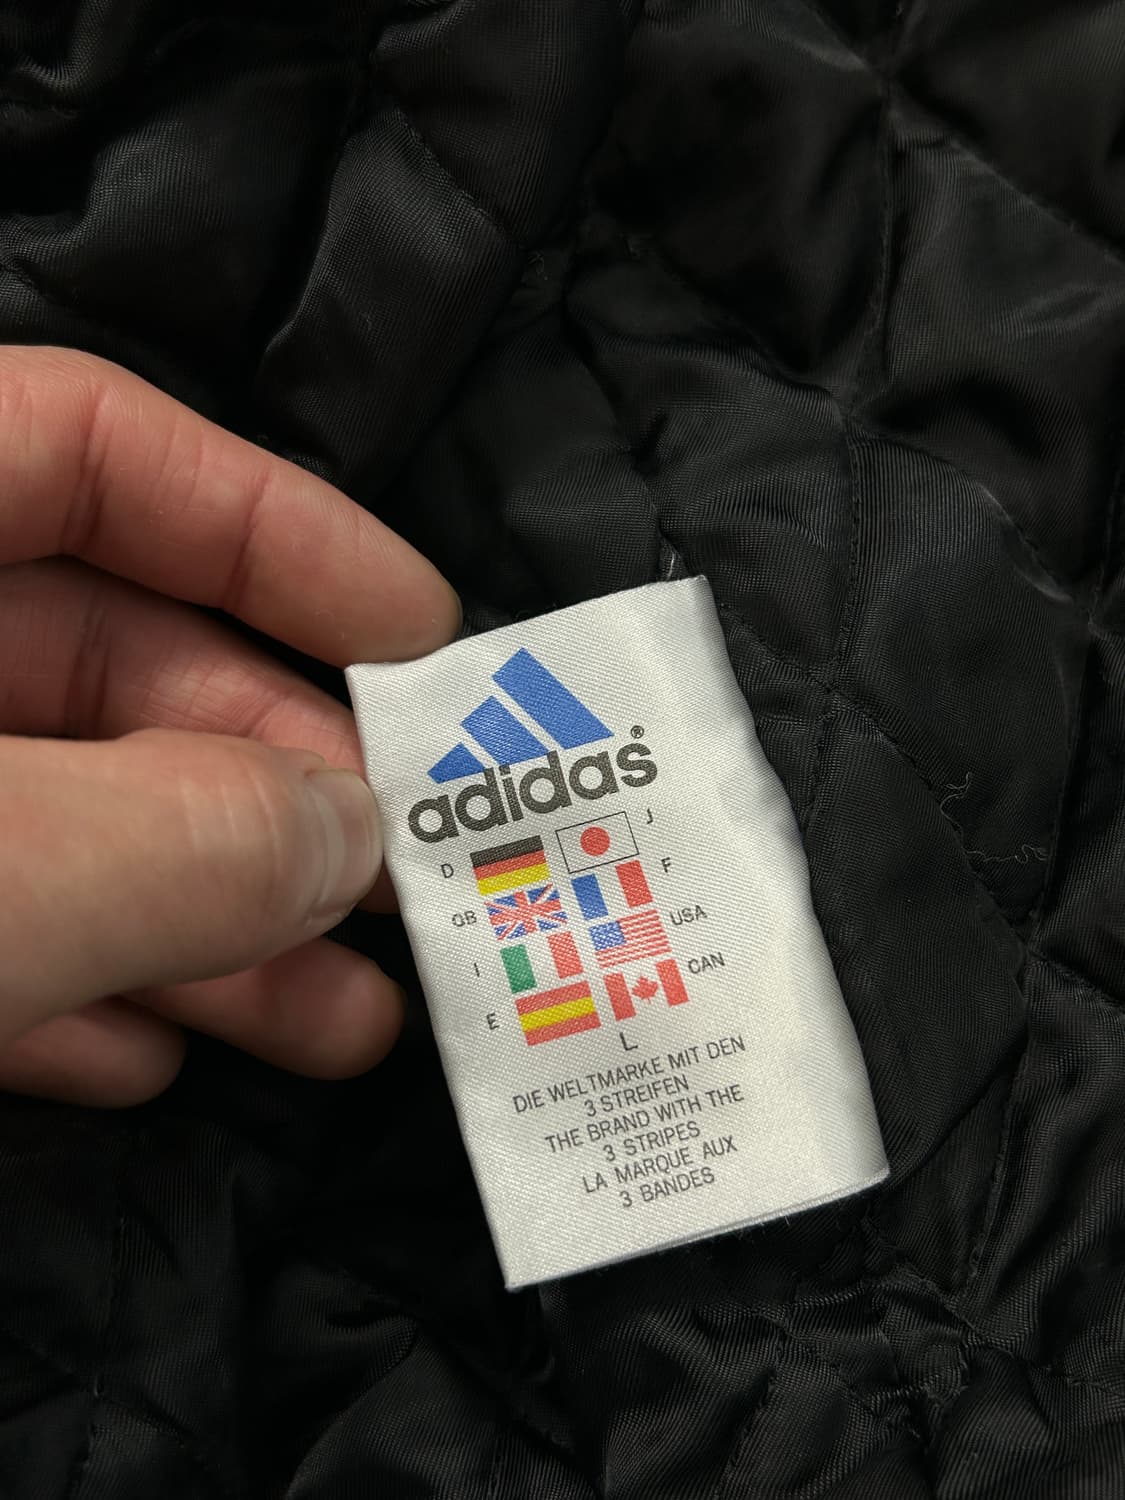 adidas®
D J
GB F
I USA
E CAN
L
DIE WELTMARKE MIT DEN
3 STREIFEN
THE BRAND WITH THE
3 STRIPES
LA MARQUE AUX
3 BANDES